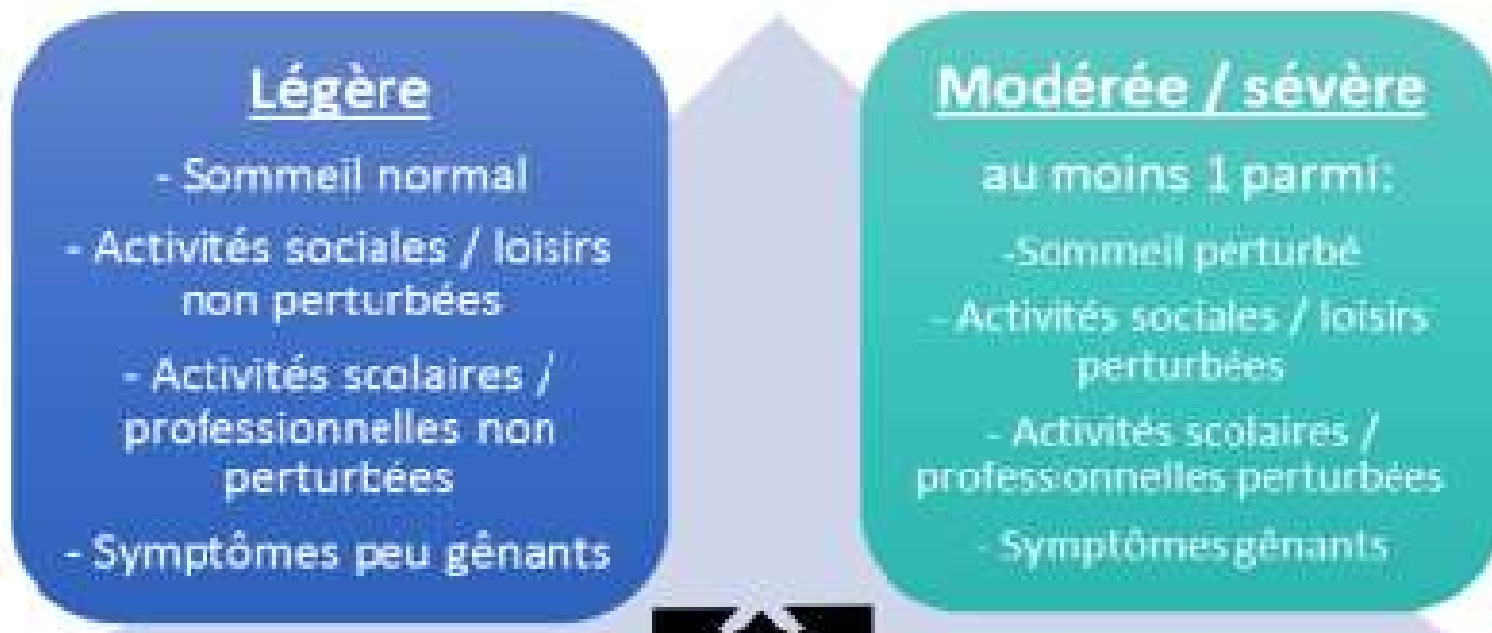 Légère
- Sommeil normal
- Activités sociales / loisirs
non perturbées
- Activités scolaires /
professionnelles non
perturbées
- Symptômes peu gênants
Modérée / sévère
au moins 1 parmi:
-Sommeil perturbé
- Activités sociales / loisirs
perturbées
- Activités scolaires /
professionnelles perturbées
- Symptômes gênants